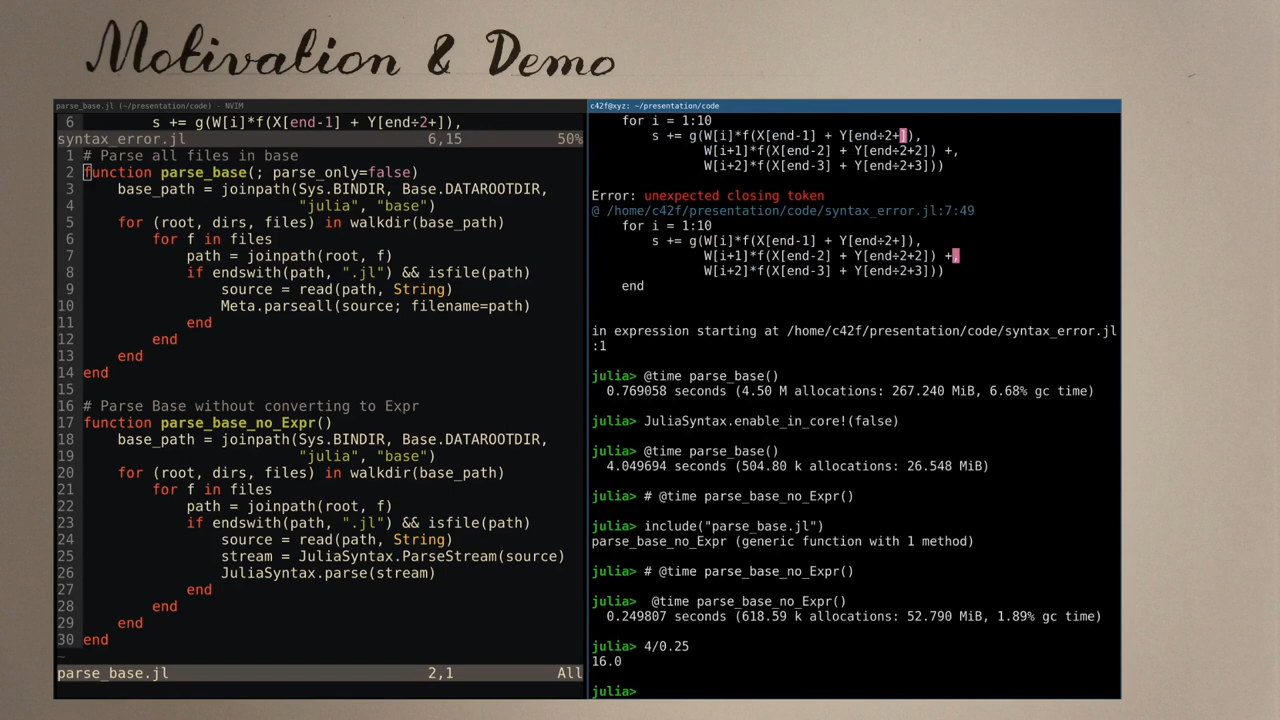 Motivation & Demo
parse_base.jl (~/presentation/code) - NVIM
6 s += g(W[i]*f(X[end-1] + Y[end÷2+]),
syntax_error.jl 6,15 50%
1 # Parse all files in base
2 function parse_base(; parse_only=false)
3 base_path = joinpath(Sys.BINDIR, Base.DATAROOTDIR,
4 "julia", "base")
5 for (root, dirs, files) in walkdir(base_path)
6 for f in files
7 path = joinpath(root, f)
8 if endswith(path, ".jl") && isfile(path)
9 source = read(path, String)
10 Meta.parseall(source; filename=path)
11 end
12 end
13 end
14 end
15
16 # Parse Base without converting to Expr
17 function parse_base_no_Expr()
18 base_path = joinpath(Sys.BINDIR, Base.DATAROOTDIR,
19 "julia", "base")
20 for (root, dirs, files) in walkdir(base_path)
21 for f in files
22 path = joinpath(root, f)
23 if endswith(path, ".jl") && isfile(path)
24 source = read(path, String)
25 stream = JuliaSyntax.ParseStream(source)
26 JuliaSyntax.parse(stream)
27 end
28 end
29 end
30 end
~
parse_base.jl 2,1 All
c42f@xyz: ~/presentation/code
for i = 1:10
s += g(W[i]*f(X[end-1] + Y[end÷2+]),
W[i+1]*f(X[end-2] + Y[end÷2+2]) +,
W[i+2]*f(X[end-3] + Y[end÷2+3]))
Error: unexpected closing token
@ /home/c42f/presentation/code/syntax_error.jl:7:49
for i = 1:10
s += g(W[i]*f(X[end-1] + Y[end÷2+]),
W[i+1]*f(X[end-2] + Y[end÷2+2]) +,
W[i+2]*f(X[end-3] + Y[end÷2+3]))
end
in expression starting at /home/c42f/presentation/code/syntax_error.jl
:1
julia> @time parse_base()
0.769058 seconds (4.50 M allocations: 267.240 MiB, 6.68% gc time)
julia> JuliaSyntax.enable_in_core!(false)
julia> @time parse_base()
4.049694 seconds (504.80 k allocations: 26.548 MiB)
julia> # @time parse_base_no_Expr()
julia> include("parse_base.jl")
parse_base_no_Expr (generic function with 1 method)
julia> # @time parse_base_no_Expr()
julia> @time parse_base_no_Expr()
0.249807 seconds (618.59 k allocations: 52.790 MiB, 1.89% gc time)
julia> 4/0.25
16.0
julia>